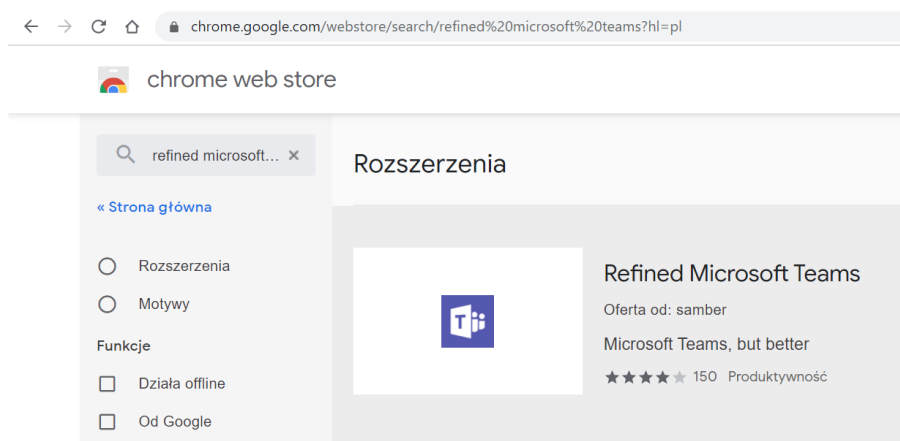 chrome.google.com/webstore/search/refined%20microsoft%20teams?hl=pl
chrome web store
refined microsoft... ×
« Strona główna
Rozszerzenia
Motywy
Funkcje
Działa offline
Od Google
Rozszerzenia
T
Refined Microsoft Teams
Oferta od: samber
Microsoft Teams, but better
150 Produktywność